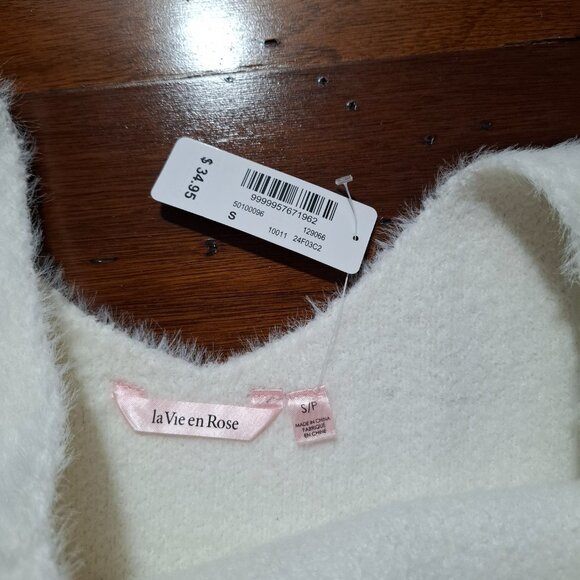 $ 34.95
9999957671962
50100096 129066
S
10011 24F03C2
la Vie en Rose
S/P
MADE IN CHINA
FABRIQUÉ
EN CHINE